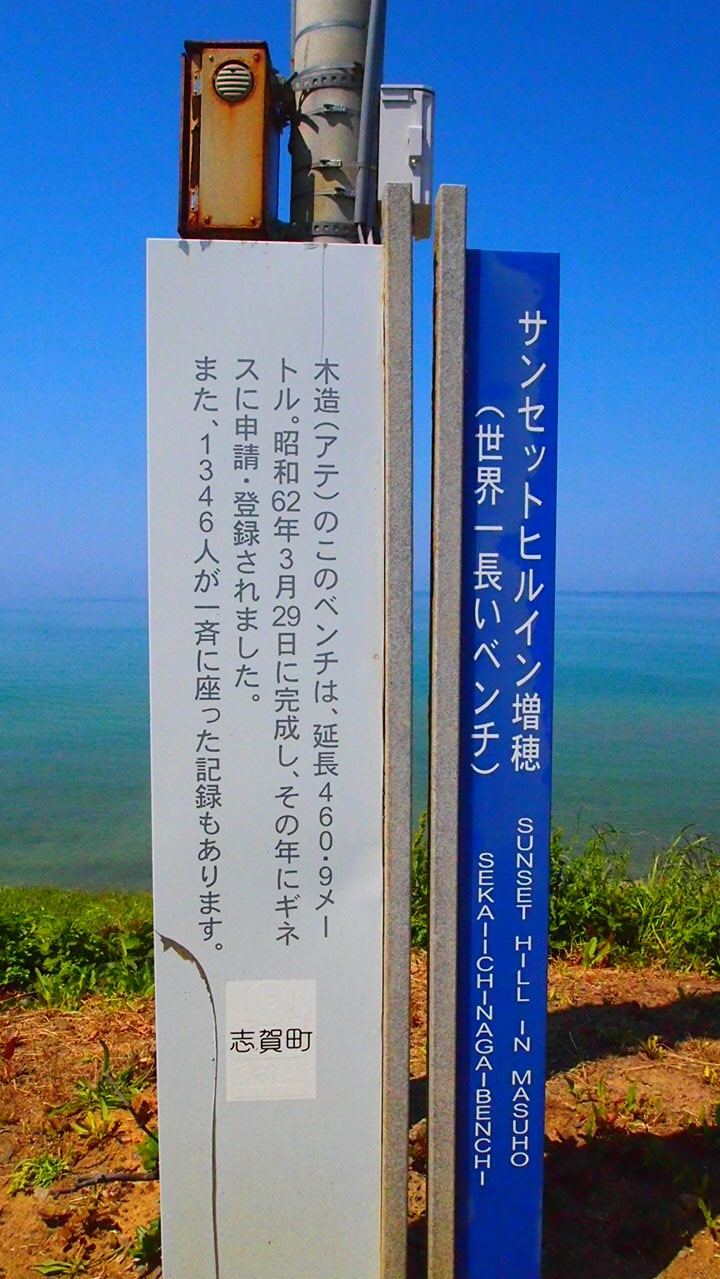 サンセットヒルイン増穂
（世界一長いベンチ）
SUNSET HILL IN MASUHO
SEKAIICHINAGAIBENCHI
木造（アテ）のこのベンチは、延長460・9メー
トル。昭和62年3月29日に完成し、その年にギネ
スに申請・登録されました。
また、1346人が一斉に座った記録もあります。
志賀町